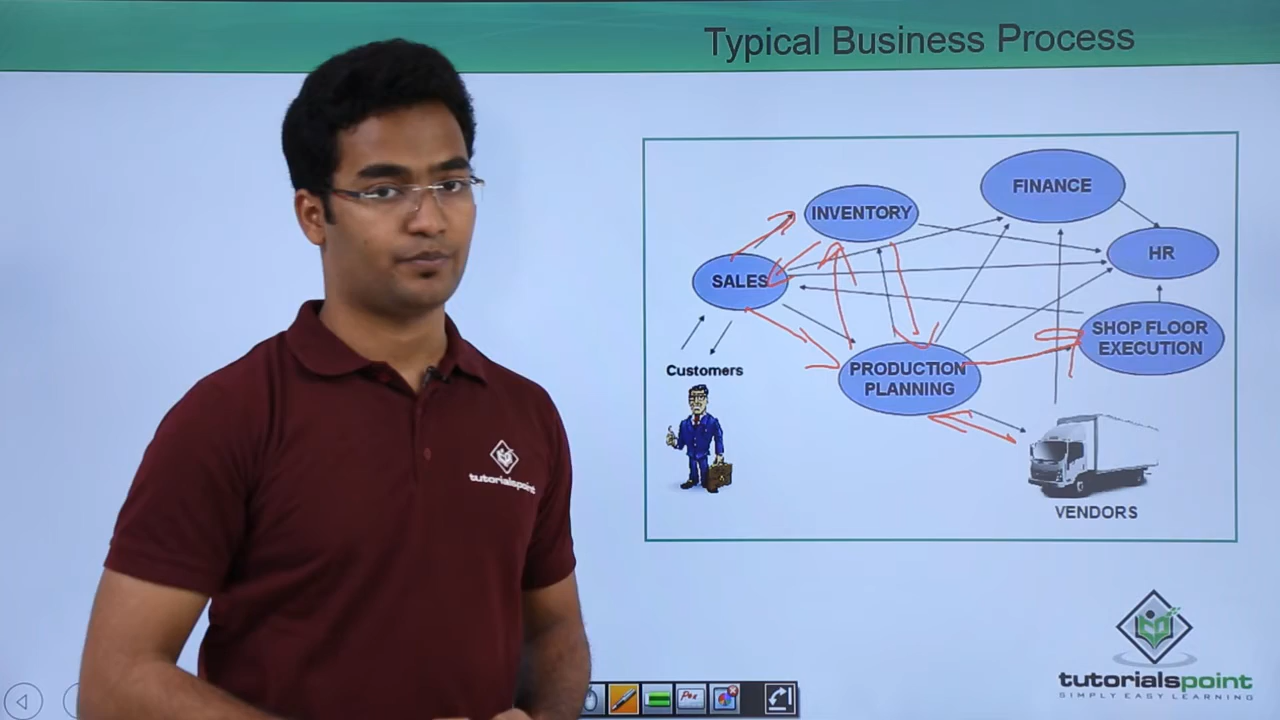 Typical Business Process
FINANCE
INVENTORY
HR
SALES
SHOP FLOOR
EXECUTION
PRODUCTION
PLANNING
Customers
VENDORS
tutorialspoint
tutorialspoint
SIMPLY EASY LEARNING